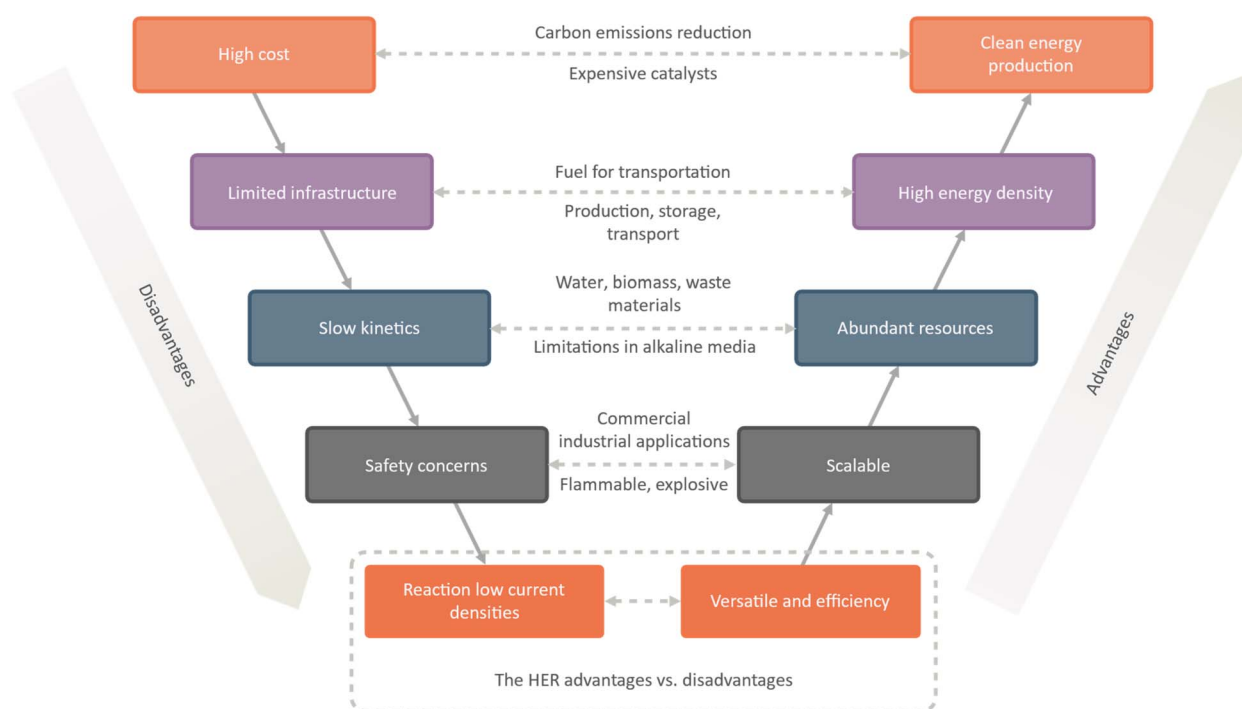 High cost
Carbon emissions reduction
Expensive catalysts
Clean energy
production
Limited infrastructure
Fuel for transportation
Production, storage,
transport
High energy density
Disadvantages
Slow kinetics
Water, biomass, waste
materials
Limitations in alkaline media
Abundant resources
Advantages
Safety concerns
Commercial
industrial applications
Flammable, explosive
Scalable
Reaction low current
densities
Versatile and efficiency
The HER advantages vs. disadvantages